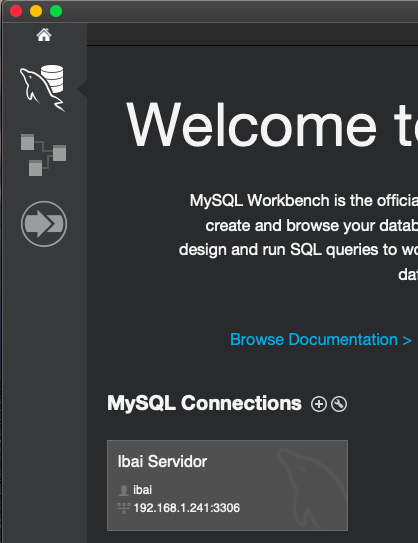 Welcome to
MySQL Workbench is the officia
create and browse your datab
design and run SQL queries to wo
dat
Browse Documentation >
MySQL Connections
Ibai Servidor
ibai
192.168.1.241:3306